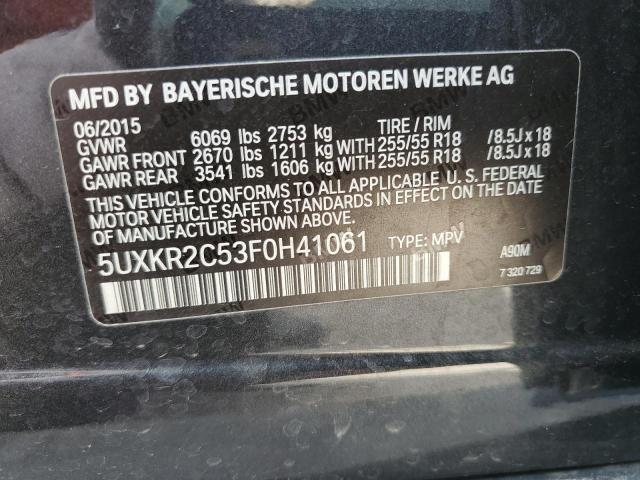 MFD BY BAYERISCHE MOTOREN WERKE AG
06/2015 TIRE / RIM
GVWR 6069 lbs 2753 kg
GAWR FRONT 2670 lbs 1211 kg WITH 255/55 R18 /8.5J x 18
GAWR REAR 3541 lbs 1606 kg WITH 255/55 R18 /8.5J x 18
THIS VEHICLE CONFORMS TO ALL APPLICABLE U. S. FEDERAL
MOTOR VEHICLE SAFETY STANDARDS IN EFFECT ON THE DATE OF
MANUFACTURE SHOWN ABOVE.
5UXKR2C53F0H41061 TYPE: MPV A90M
7 320 729